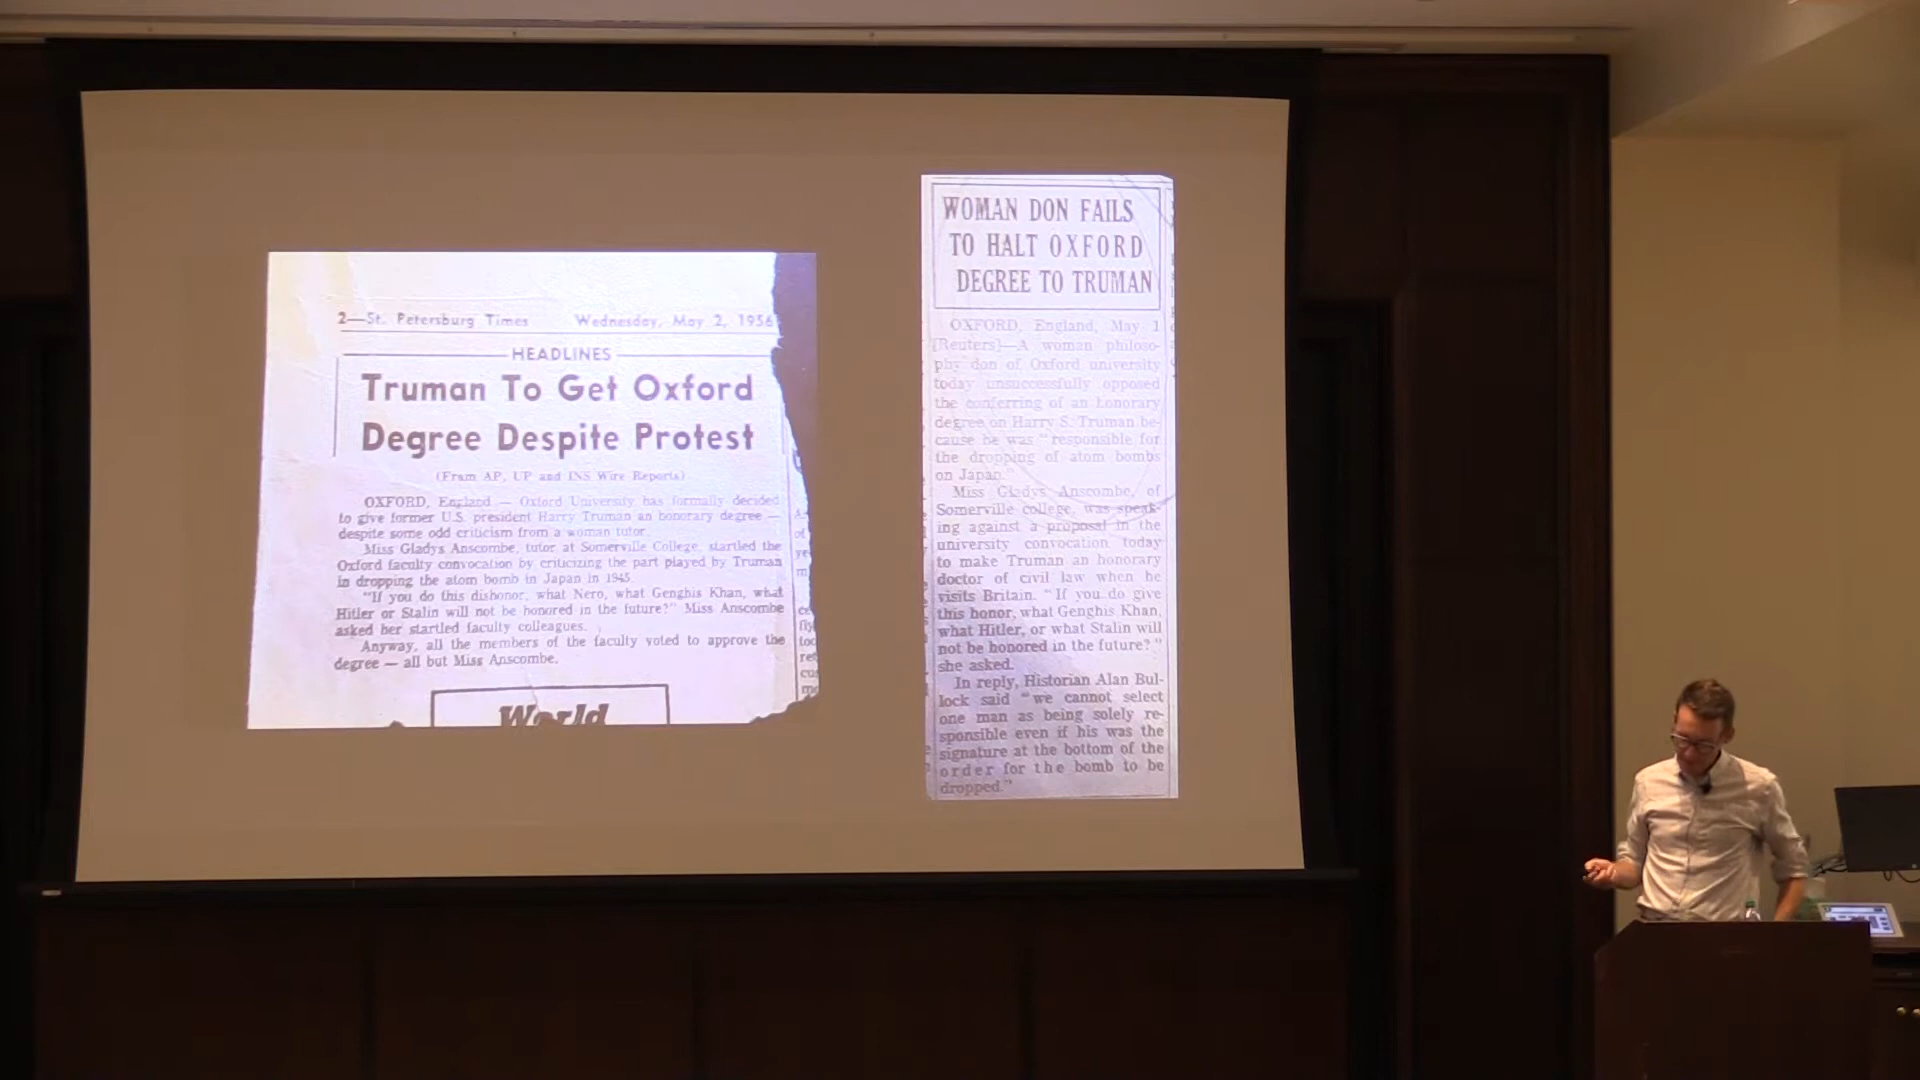 2—St. Petersburg Times Wednesday, May 2, 1956
HEADLINES
Truman To Get Oxford
Degree Despite Protest
(From AP, UP and INS Wire Reports)
OXFORD, England — Oxford University has formally decided
to give former U.S. president Harry Truman an honorary degree —
despite some odd criticism from a woman tutor.
Miss Gladys Anscombe, tutor at Somerville College, startled the
Oxford faculty convocation by criticizing the part played by Truman
in dropping the atom bomb in Japan in 1945.
"If you do this dishonor, what Nero, what Genghis Khan, what
Hitler or Stalin will not be honored in the future?" Miss Anscombe
asked her startled faculty colleagues.
Anyway, all the members of the faculty voted to approve the
degree — all but Miss Anscombe.
World
WOMAN DON FAILS
TO HALT OXFORD
DEGREE TO TRUMAN
OXFORD, England, May 1
[Reuters]—A woman philoso-
phy don of Oxford university
today unsuccessfully opposed
the conferring of an honorary
degree on Harry S. Truman be-
cause he was "responsible for
the dropping of atom bombs
on Japan."
Miss Gladys Anscombe, of
Somerville college, was speak-
ing against a proposal in the
university convocation today
to make Truman an honorary
doctor of civil law when he
visits Britain. "If you do give
this honor, what Genghis Khan,
what Hitler, or what Stalin will
not be honored in the future?"
she asked.
In reply, Historian Alan Bul-
lock said "we cannot select
one man as being solely re-
sponsible even if his was the
signature at the bottom of the
order for the bomb to be
dropped."